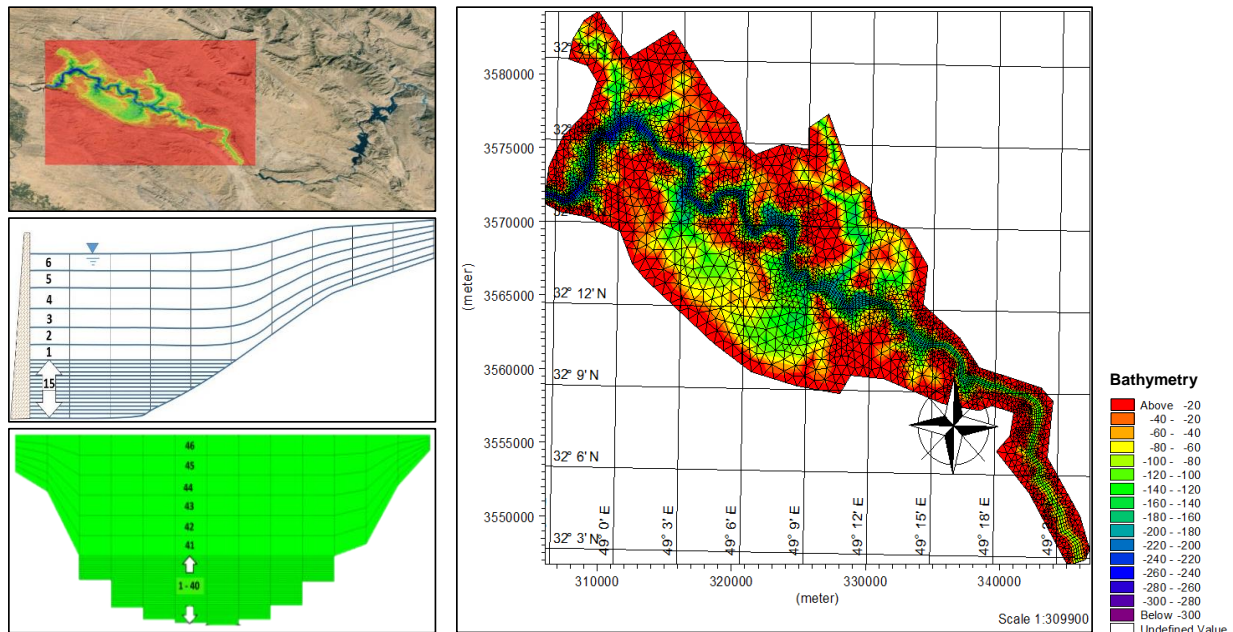 6
5
4
3
2
1
15
46
45
44
43
42
41
1 - 40
3580000
3575000
3570000
3565000
3560000
3555000
3550000
(meter)
32° 12' N
32° 9' N
32° 6' N
32° 3' N
49° 0' E
49° 3' E
49° 6' E
49° 9' E
49° 12' E
49° 15' E
49° 18' E
310000
320000
330000
340000
(meter)
Scale 1:309900
Bathymetry
Above -20
-40 - -20
-60 - -40
-80 - -60
-100 - -80
-120 - -100
-140 - -120
-160 - -140
-180 - -160
-200 - -180
-220 - -200
-240 - -220
-260 - -240
-280 - -260
-300 - -280
Below -300
Undefined Value